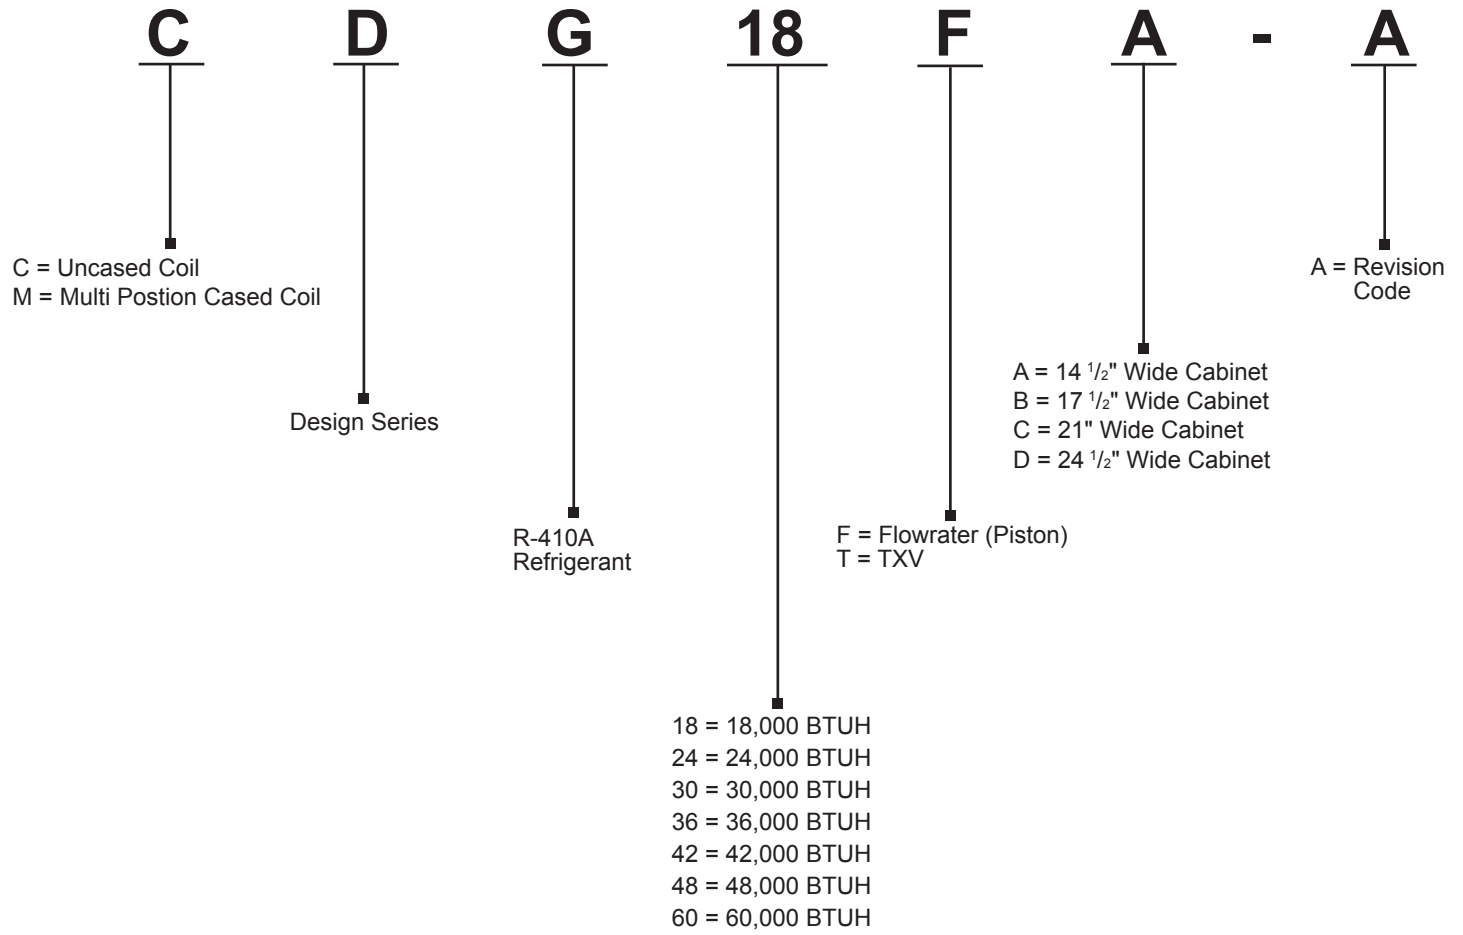 C D G 18 F A - A
C = Uncased Coil
M = Multi Postion Cased Coil
Design Series
R-410A
Refrigerant
18 = 18,000 BTUH
24 = 24,000 BTUH
30 = 30,000 BTUH
36 = 36,000 BTUH
42 = 42,000 BTUH
48 = 48,000 BTUH
60 = 60,000 BTUH
F = Flowrater (Piston)
T = TXV
A = 14 1/2" Wide Cabinet
B = 17 1/2" Wide Cabinet
C = 21" Wide Cabinet
D = 24 1/2" Wide Cabinet
A = Revision
Code